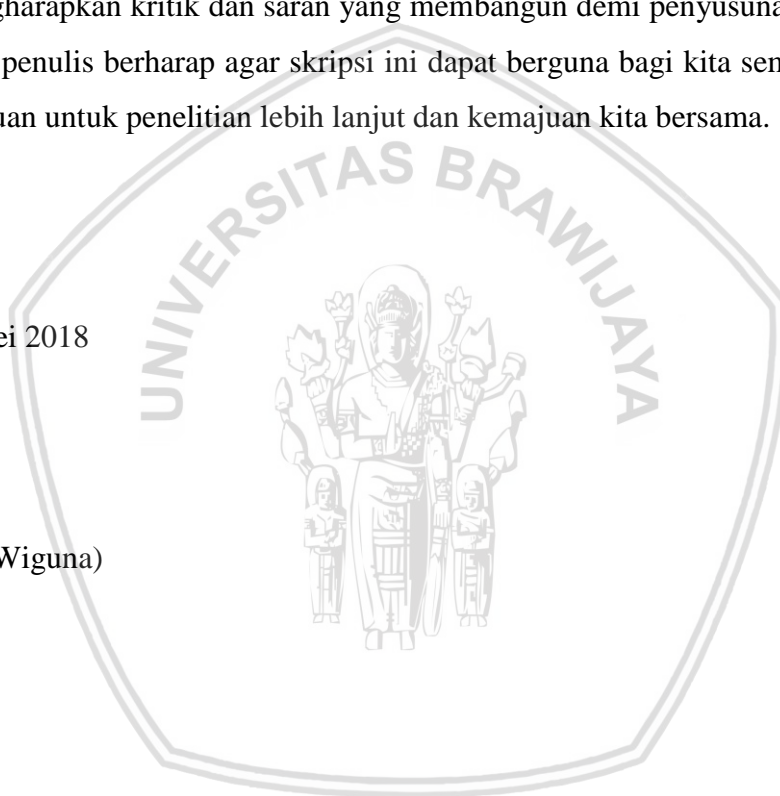 gharapkan kritik dan saran yang membangun demi penyusuna
penulis berharap agar skripsi ini dapat berguna bagi kita sem
uan untuk penelitian lebih lanjut dan kemajuan kita bersama.
UNIVERSITAS BRAWIJAYA
ei 2018
Wiguna)